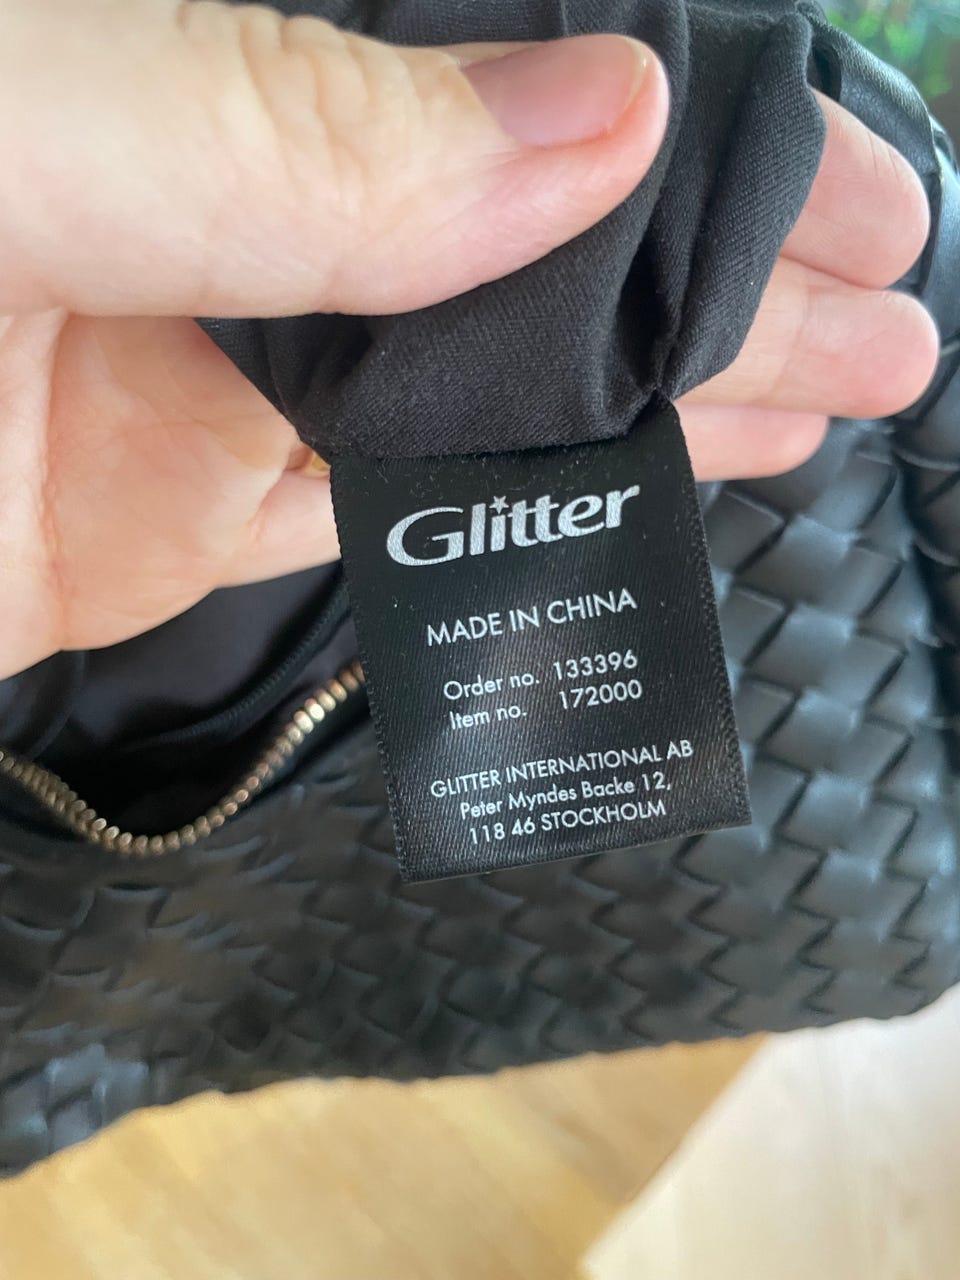 Glitter
MADE IN CHINA
Order no. 133396
Item no. 172000
GLITTER INTERNATIONAL AB
Peter Myndes Backe 12,
118 46 STOCKHOLM